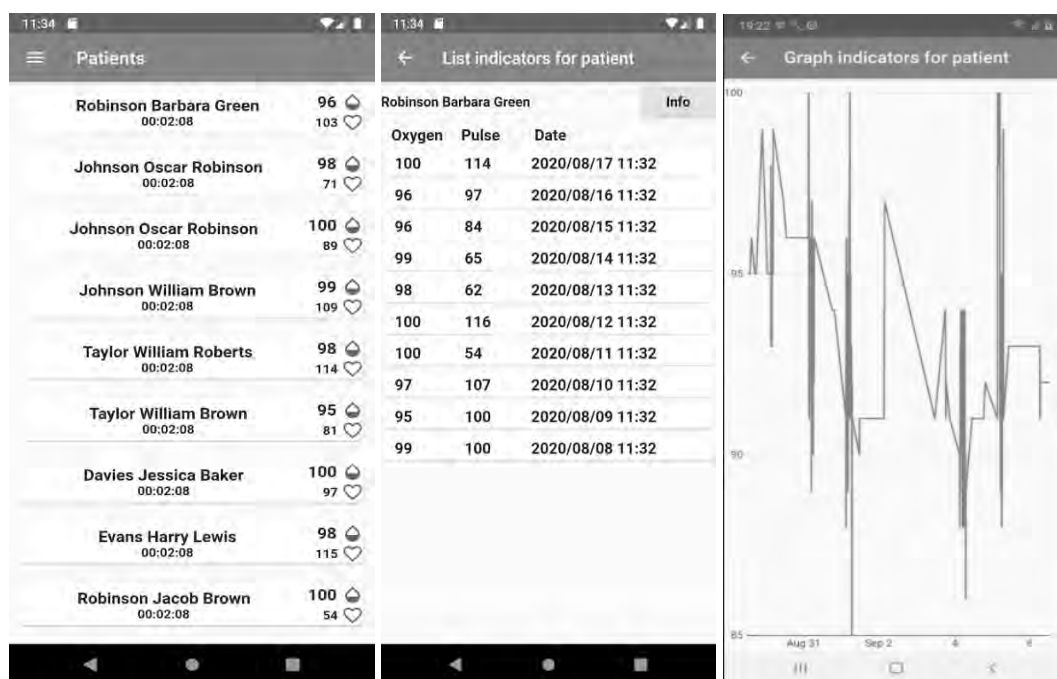 11:34
Patients
Robinson Barbara Green 96
00:02:08 103
Johnson Oscar Robinson 98
00:02:08 71
Johnson Oscar Robinson 100
00:02:08 89
Johnson William Brown 99
00:02:08 109
Taylor William Roberts 98
00:02:08 114
Taylor William Brown 95
00:02:08 81
Davies Jessica Baker 100
00:02:08 97
Evans Harry Lewis 98
00:02:08 115
Robinson Jacob Brown 100
00:02:08 54
11:34
List indicators for patient
Robinson Barbara Green Info
Oxygen Pulse Date
100 114 2020/08/17 11:32
96 97 2020/08/16 11:32
96 84 2020/08/15 11:32
99 65 2020/08/14 11:32
98 62 2020/08/13 11:32
100 116 2020/08/12 11:32
100 54 2020/08/11 11:32
97 107 2020/08/10 11:32
95 100 2020/08/09 11:32
99 100 2020/08/08 11:32
19:22
Graph indicators for patient
100
95
90
85
Aug 31 Sep 2 4 6